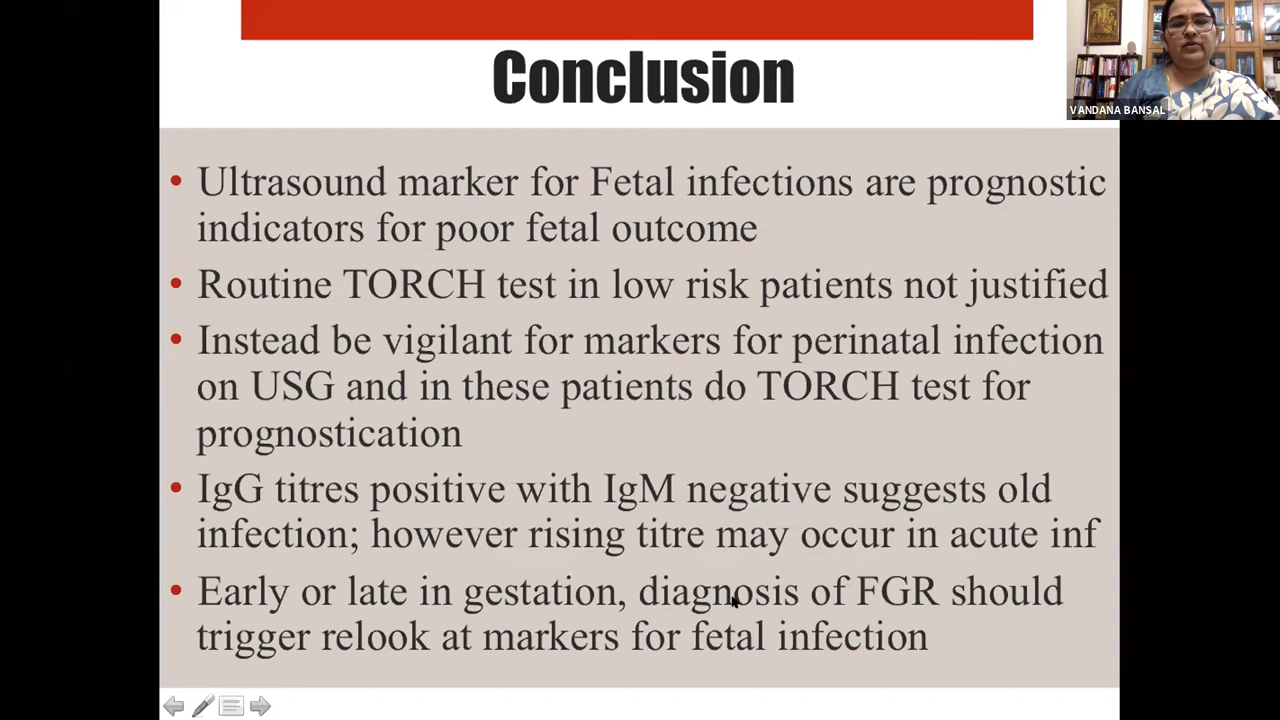 Conclusion
VANDANA BANSAL
• Ultrasound marker for Fetal infections are prognostic
indicators for poor fetal outcome
• Routine TORCH test in low risk patients not justified
• Instead be vigilant for markers for perinatal infection
on USG and in these patients do TORCH test for
prognostication
• IgG titres positive with IgM negative suggests old
infection; however rising titre may occur in acute inf
• Early or late in gestation, diagnosis of FGR should
trigger relook at markers for fetal infection